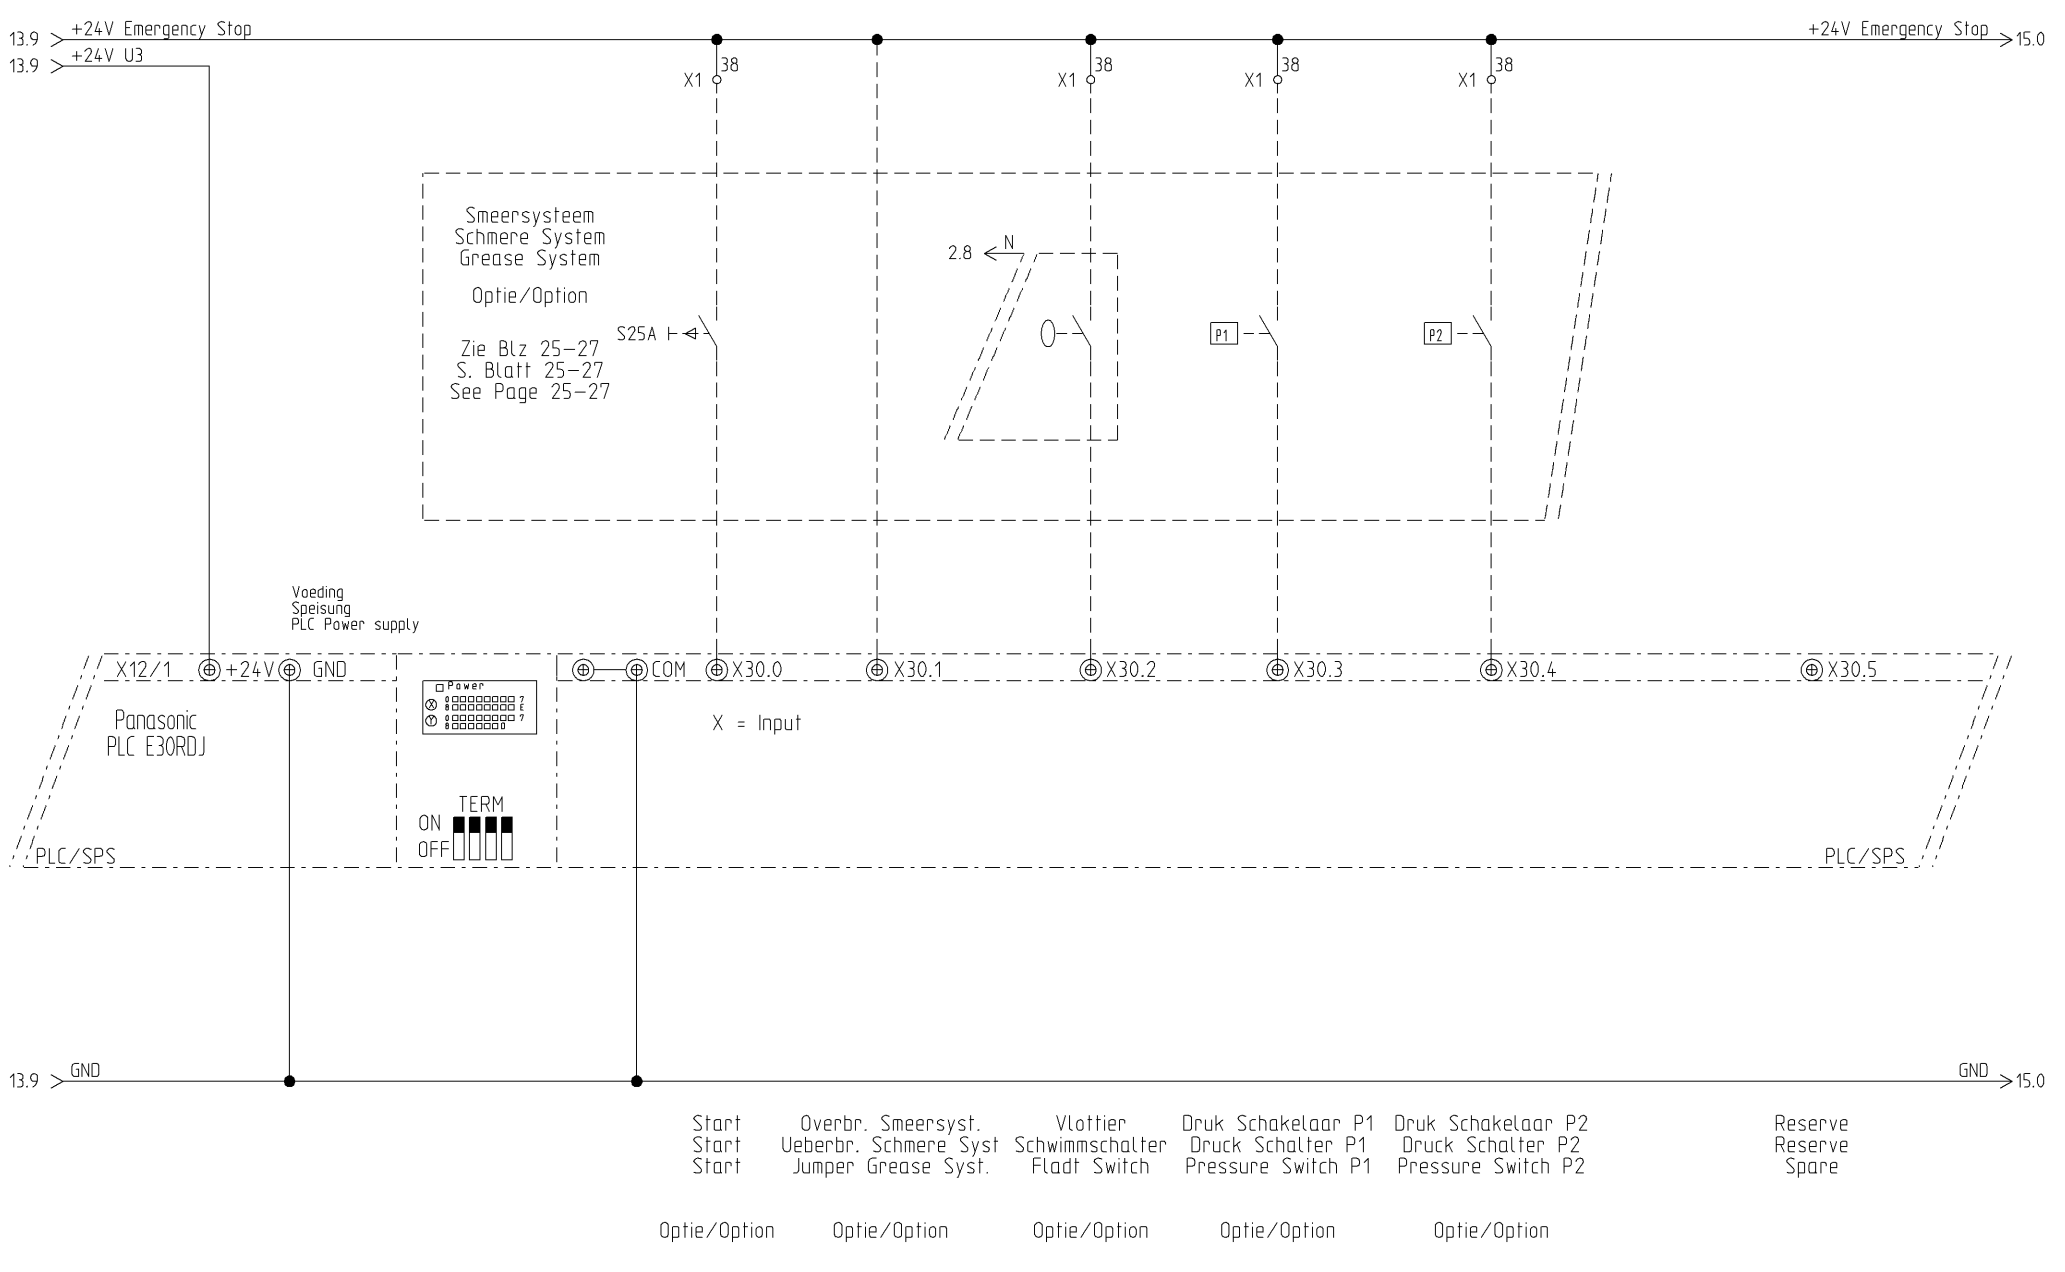 13.9 +24V Emergency Stop +24V Emergency Stop 15.0
13.9 +24V U3
38 38 38 38
X1 X1 X1 X1
Smeersysteem
Schmere System
Grease System
2.8 N
Optie/Option
S25A P1 P2
Zie Blz 25-27
S. Blatt 25-27
See Page 25-27
Voeding
Speisung
PLC Power supply
X12/1 +24V GND COM X30.0 X30.1 X30.2 X30.3 X30.4 X30.5
Power
0 7
X 8 E
Y 0 7
8 D
Panasonic
PLC E30RDJ
X = Input
TERM
ON
OFF
PLC/SPS PLC/SPS
13.9 GND GND 15.0
Start Overbr. Smeersyst. Vlottier Druk Schakelaar P1 Druk Schakelaar P2 Reserve
Start Ueberbr. Schmere Syst Schwimmschalter Druck Schalter P1 Druck Schalter P2 Reserve
Start Jumper Grease Syst. Fladt Switch Pressure Switch P1 Pressure Switch P2 Spare
Optie/Option Optie/Option Optie/Option Optie/Option Optie/Option